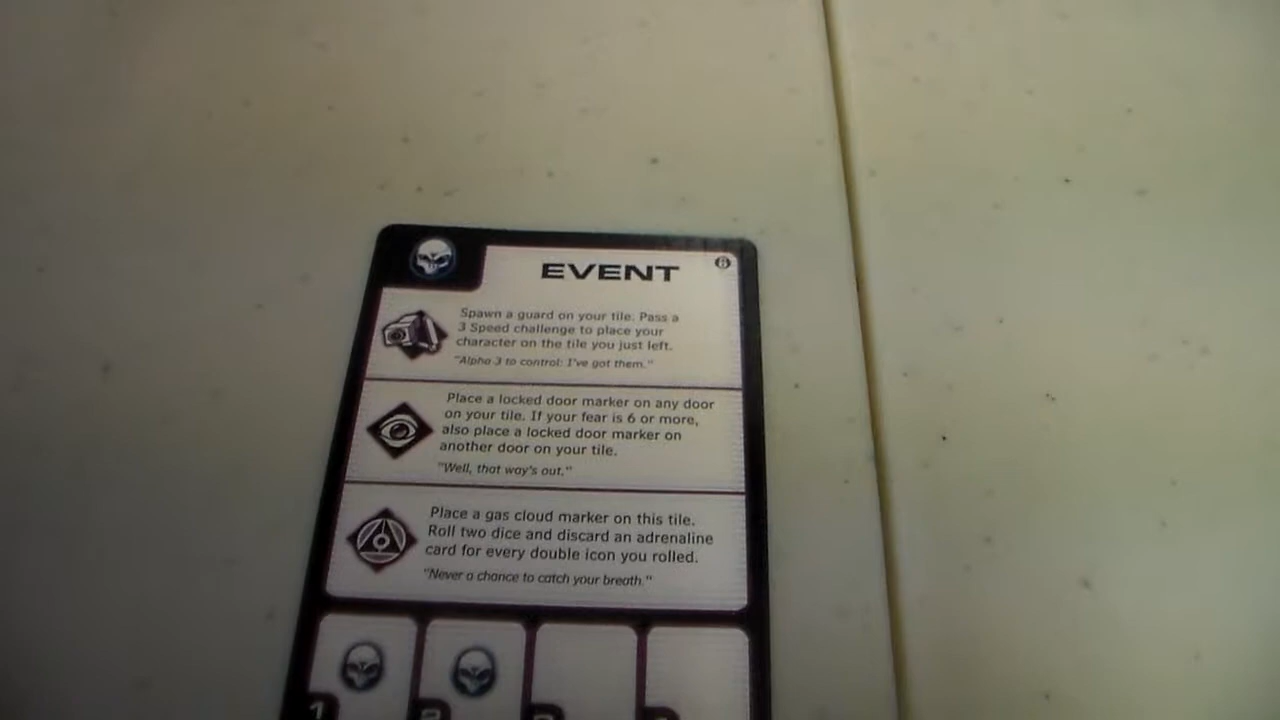 EVENT
6
Spawn a guard on your tile. Pass a
3 Speed challenge to place your
character on the tile you just left.
"Alpha 3 to control: I've got them."
Place a locked door marker on any door
on your tile. If your fear is 6 or more,
also place a locked door marker on
another door on your tile.
"Well, that way's out."
Place a gas cloud marker on this tile.
Roll two dice and discard an adrenaline
card for every double icon you rolled.
"Never a chance to catch your breath."
1